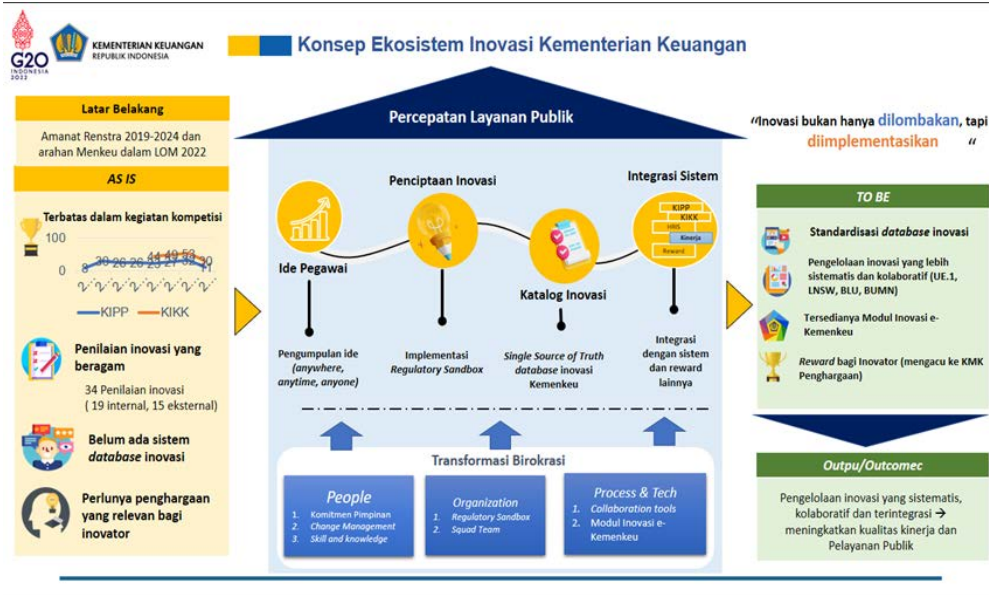 G20
INDONESIA
2022
KEMENTERIAN KEUANGAN
REPUBLIK INDONESIA
Konsep Ekosistem Inovasi Kementerian Keuangan
Latar Belakang
Amanat Renstra 2019-2024 dan
arahan Menkeu dalam LOM 2022
AS IS
Terbatas dalam kegiatan kompetisi
100
0
KIPP
KIKK
Penilaian inovasi yang
beragam
34 Penilaian inovasi
( 19 internal, 15 eksternal)
Belum ada sistem
database inovasi
Perlunya penghargaan
yang relevan bagi
inovator
Percepatan Layanan Publik
Ide Pegawai
Pengumpulan ide
(anywhere,
anytime, anyone)
Penciptaan Inovasi
Implementasi
Regulatory Sandbox
Katalog Inovasi
Single Source of Truth
database inovasi
Kemenkeu
Integrasi Sistem
KIPP
KIKK
HRIS
Kinerja
Reward
Integrasi
dengan sistem
dan reward
lainnya
Transformasi Birokrasi
People
1. Komitmen Pimpinan
2. Change Management
3. Skill and knowledge
Organization
1. Regulatory Sandbox
2. Squad Team
Process & Tech
1. Collaboration tools
2. Modul Inovasi e-
Kemenkeu
“Inovasi bukan hanya dilombakan, tapi
diimplementasikan “
TO BE
Standardisasi database inovasi
Pengelolaan inovasi yang lebih
sistematis dan kolaboratif (UE.1,
LNSW, BLU, BUMN)
Tersedianya Modul Inovasi e-
Kemenkeu
Reward bagi Inovator (mengacu ke KMK
Penghargaan)
Outpu/Outcomec
Pengelolaan inovasi yang sistematis,
kolaboratif dan terintegrasi →
meningkatkan kualitas kinerja dan
Pelayanan Publik